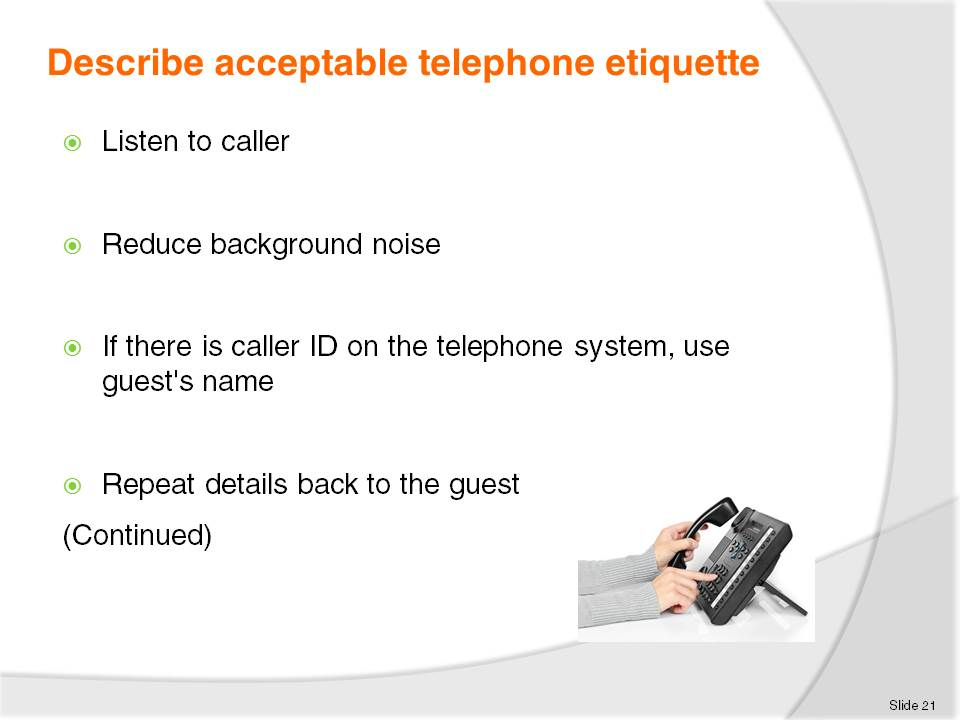 Describe acceptable telephone etiquette
Listen to caller
Reduce background noise
If there is caller ID on the telephone system, use
guest's name
Repeat details back to the guest
(Continued)
Slide 21